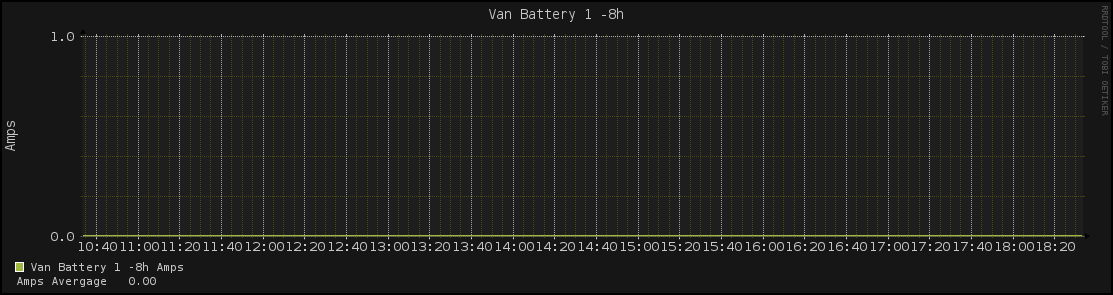 Van Battery 1 -8h
RRDTOOL / TOBI OETIKER
1.0
Amps
0.0
10:40 11:00 11:20 11:40 12:00 12:20 12:40 13:00 13:20 13:40 14:00 14:20 14:40 15:00 15:20 15:40 16:00 16:20 16:40 17:00 17:20 17:40 18:00 18:20
Van Battery 1 -8h Amps
Amps Avergage 0.00